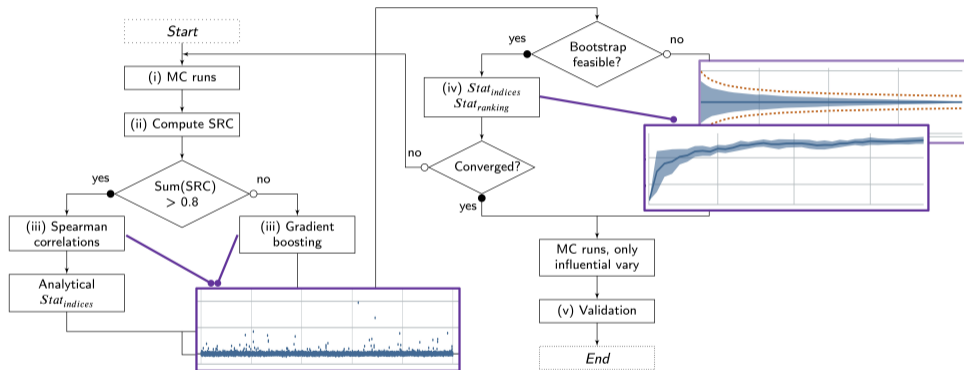 Start
(i) MC runs
(ii) Compute SRC
yes
Sum(SRC)
> 0.8
no
(iii) Spearman
correlations
(iii) Gradient
boosting
Analytical
Stat_indices
yes
Bootstrap
feasible?
no
(iv) Stat_indices
Stat_ranking
no
Converged?
yes
MC runs, only
influential vary
(v) Validation
End